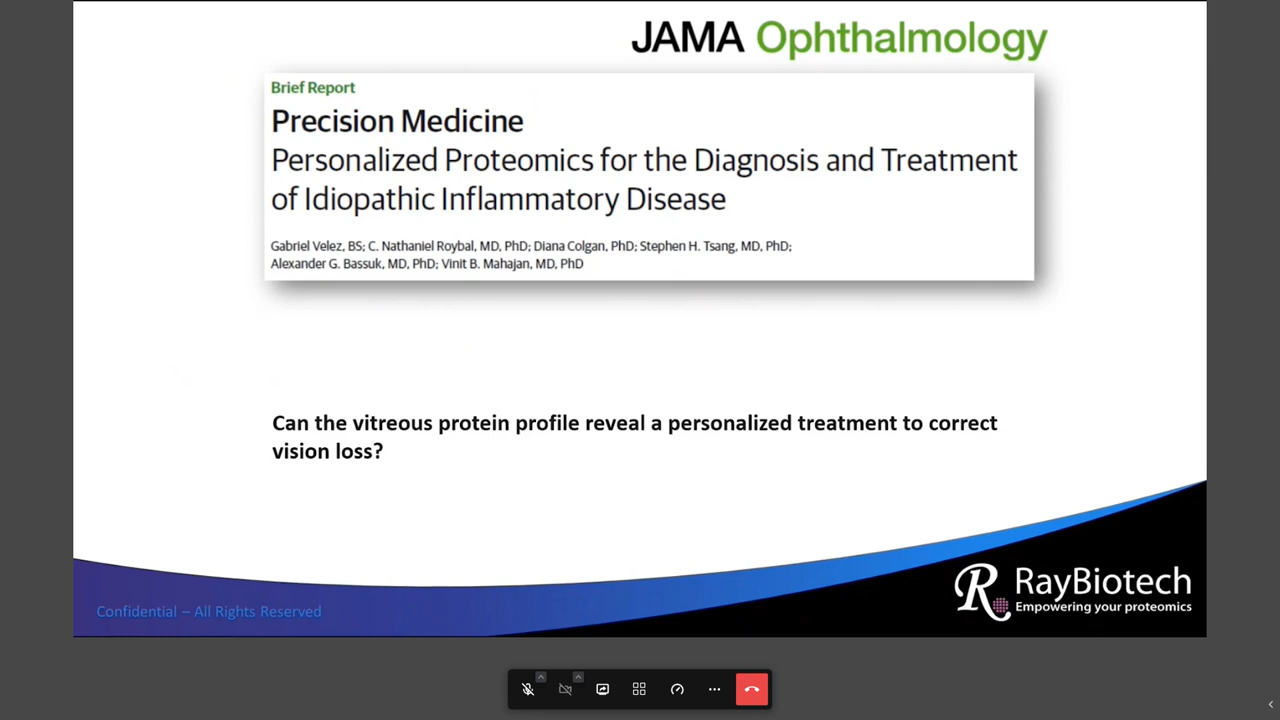 JAMA Ophthalmology
Brief Report
Precision Medicine
Personalized Proteomics for the Diagnosis and Treatment
of Idiopathic Inflammatory Disease
Gabriel Velez, BS; C. Nathaniel Roybal, MD, PhD; Diana Colgan, PhD; Stephen H. Tsang, MD, PhD;
Alexander G. Bassuk, MD, PhD; Vinit B. Mahajan, MD, PhD
Can the vitreous protein profile reveal a personalized treatment to correct
vision loss?
Confidential – All Rights Reserved
R RayBiotech
Empowering your proteomics